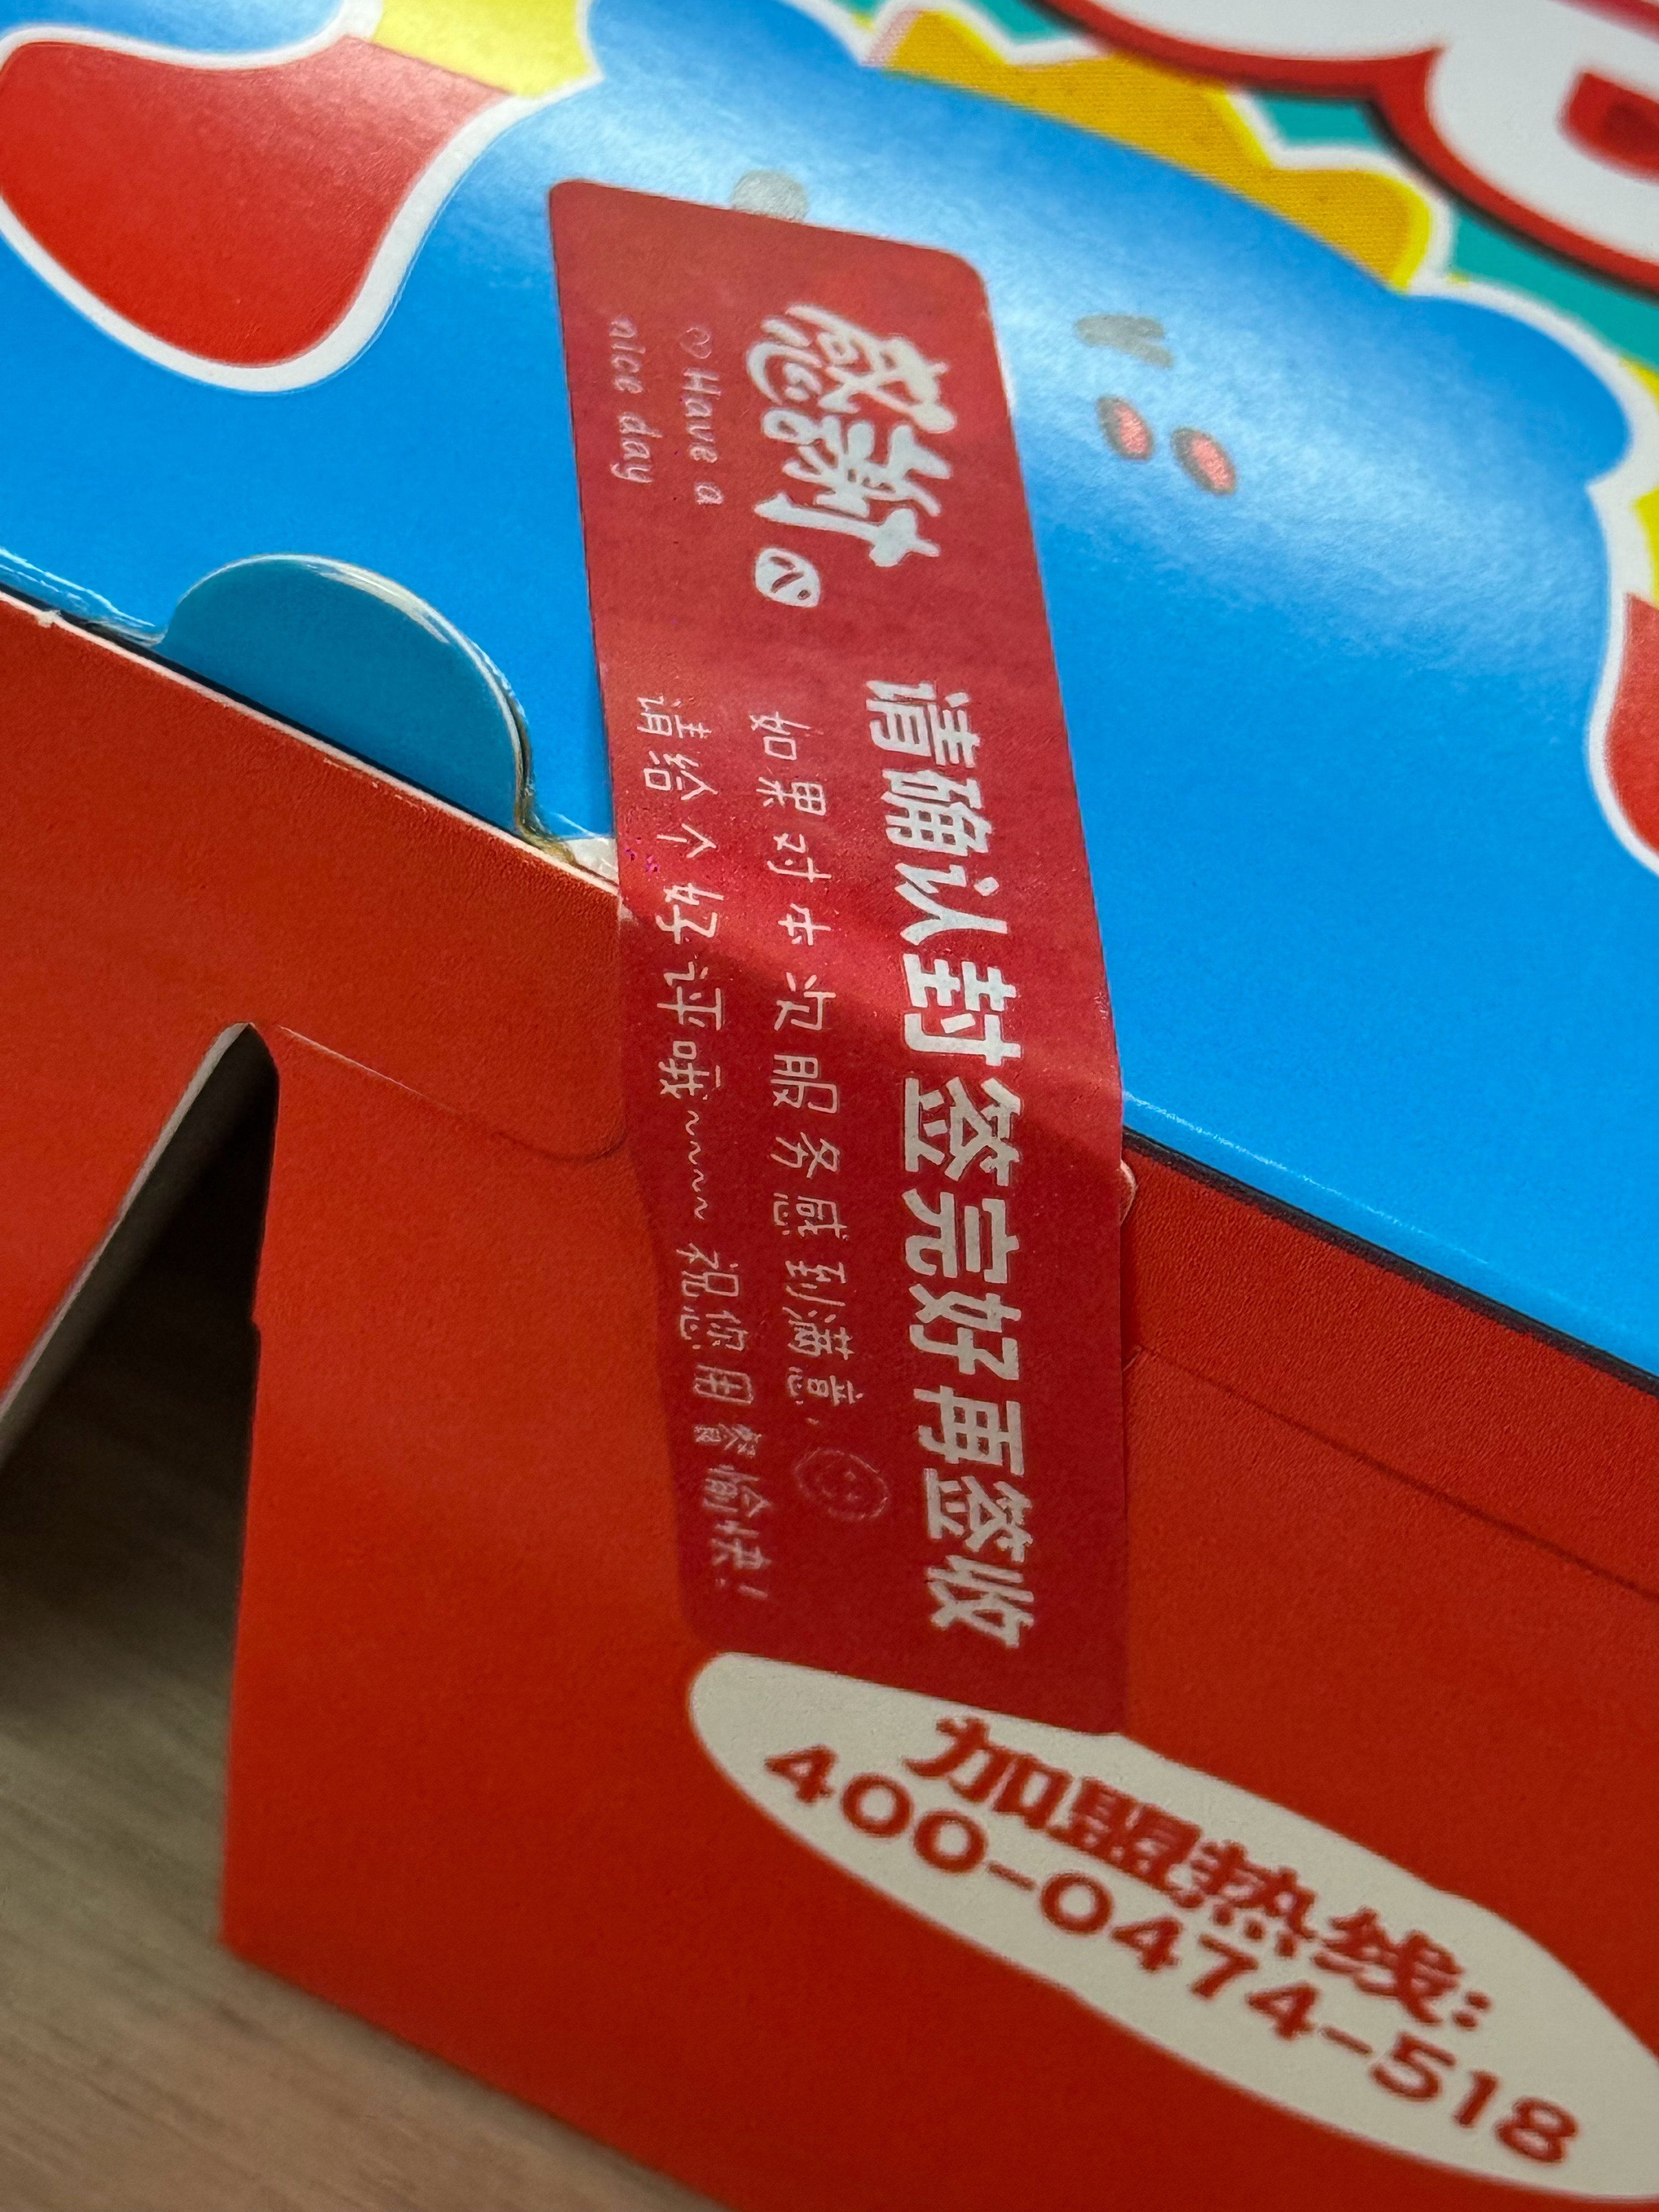 感謝
♡ Have a
nice day
请确认封签完好再签收
如果对本次服务感到满意，
请给个好评哦~~~~ 祝您用餐愉快！
加盟热线：
400-0474-518